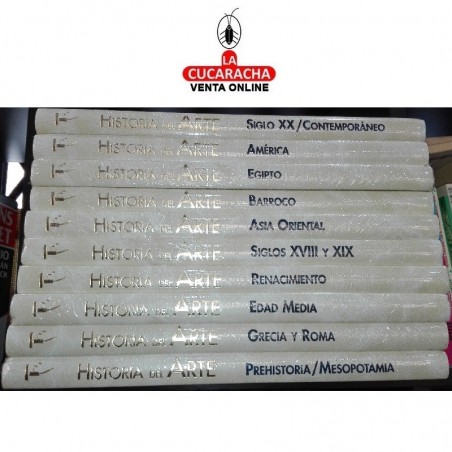 LA
CUCARACHA
VENTA ONLINE
HISTORIA DEL ARTE SIGLO XX/CONTEMPORÁNEO
HISTORIA DEL ARTE AMÉRICA
HISTORIA DEL ARTE EGIPTO
HISTORIA DEL ARTE BARROCO
HISTORIA DEL ARTE ASIA ORIENTAL
HISTORIA DEL ARTE SIGLOS XVIII Y XIX
HISTORIA DEL ARTE RENACIMIENTO
HISTORIA DEL ARTE EDAD MEDIA
HISTORIA DEL ARTE GRECIA Y ROMA
HISTORIA DEL ARTE PREHISTORIA/MESOPOTAMIA